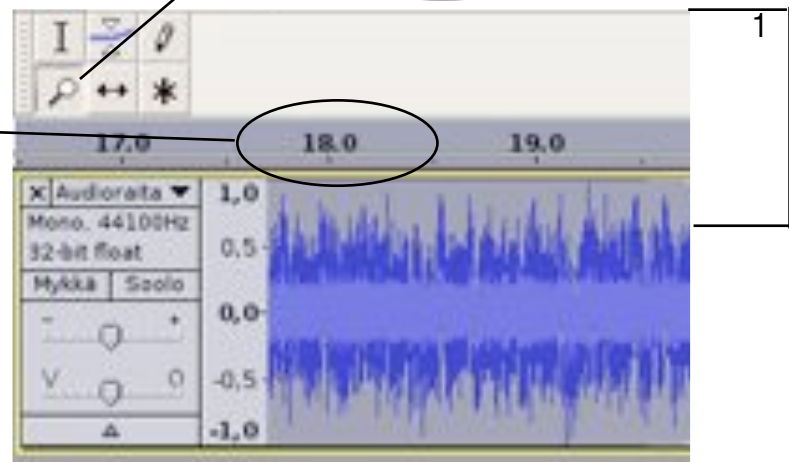 1
17,0 18,0 19,0
X Audioraita
Mono, 44100Hz
32-bit float
Mykkä Soolo
- +
V O
1,0
0,5
0,0
-0,5
-1,0